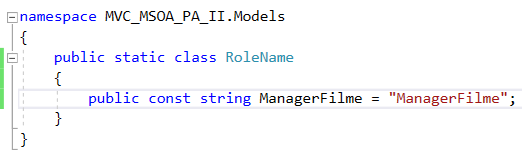 namespace MVC_MSOA_PA_II.Models
{
public static class RoleName
{
public const string ManagerFilme = "ManagerFilme";
}
}